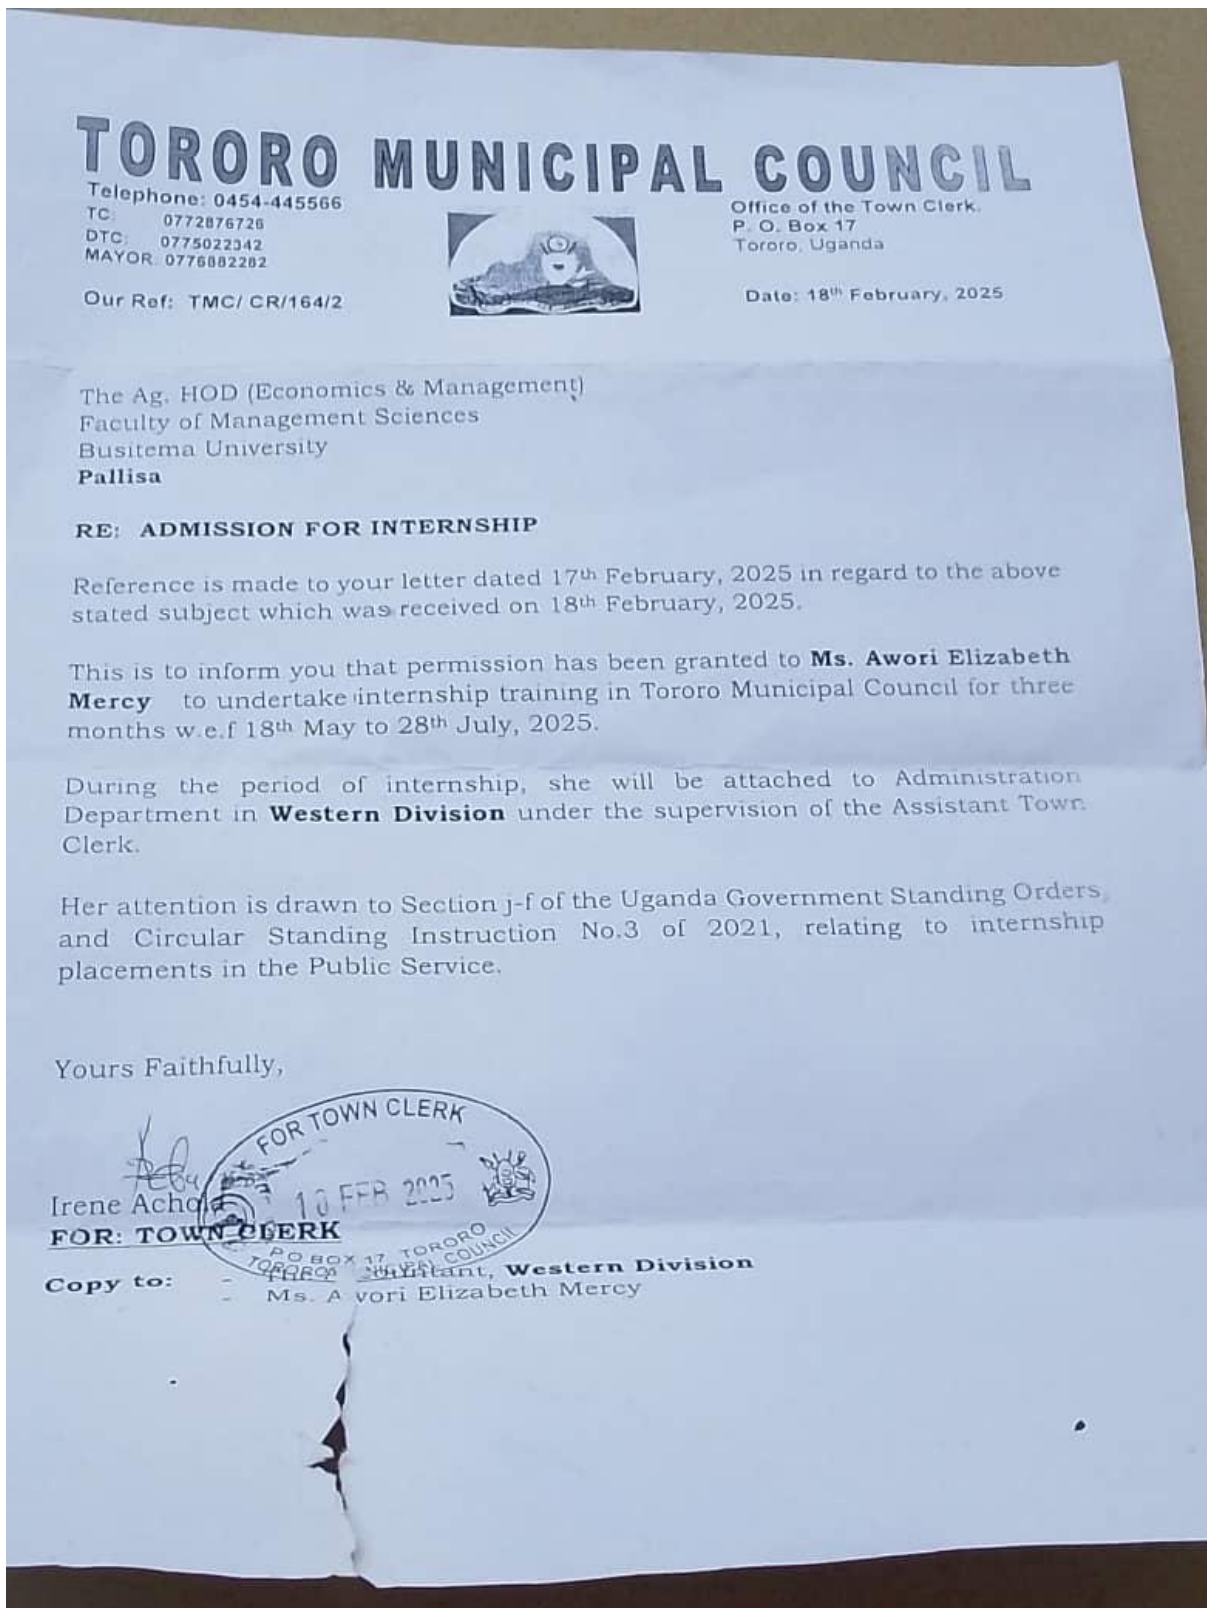 TORORO MUNICIPAL COUNCIL
Telephone: 0454-445566
TC: 0772876726
DTC: 0775022342
MAYOR: 0776882282
Our Ref: TMC/ CR/164/2
Office of the Town Clerk.
P. O. Box 17
Tororo, Uganda
Date: 18th February, 2025
The Ag. HOD (Economics & Management)
Faculty of Management Sciences
Busitema University
Pallisa
RE: ADMISSION FOR INTERNSHIP
Reference is made to your letter dated 17th February, 2025 in regard to the above
stated subject which was received on 18th February, 2025.
This is to inform you that permission has been granted to Ms. Awori Elizabeth
Mercy to undertake internship training in Tororo Municipal Council for three
months w.e.f 18th May to 28th July, 2025.
During the period of internship, she will be attached to Administration
Department in Western Division under the supervision of the Assistant Town
Clerk.
Her attention is drawn to Section j-f of the Uganda Government Standing Orders,
and Circular Standing Instruction No.3 of 2021, relating to internship
placements in the Public Service.
Yours Faithfully,
FOR TOWN CLERK
FEB 2025
P O BOX 17, TORORO
TORORO MUNICIPAL COUNCIL
Irene Achola
FOR: TOWN CLERK
Copy to: - Western Division
- Ms. Awori Elizabeth Mercy